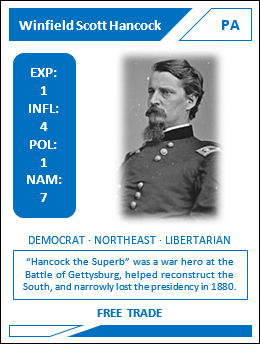 Winfield Scott Hancock PA
EXP:
1
INFL:
4
POL:
1
NAM:
7
DEMOCRAT · NORTHEAST · LIBERTARIAN
“Hancock the Superb” was a war hero at the
Battle of Gettysburg, helped reconstruct the
South, and narrowly lost the presidency in 1880.
FREE TRADE